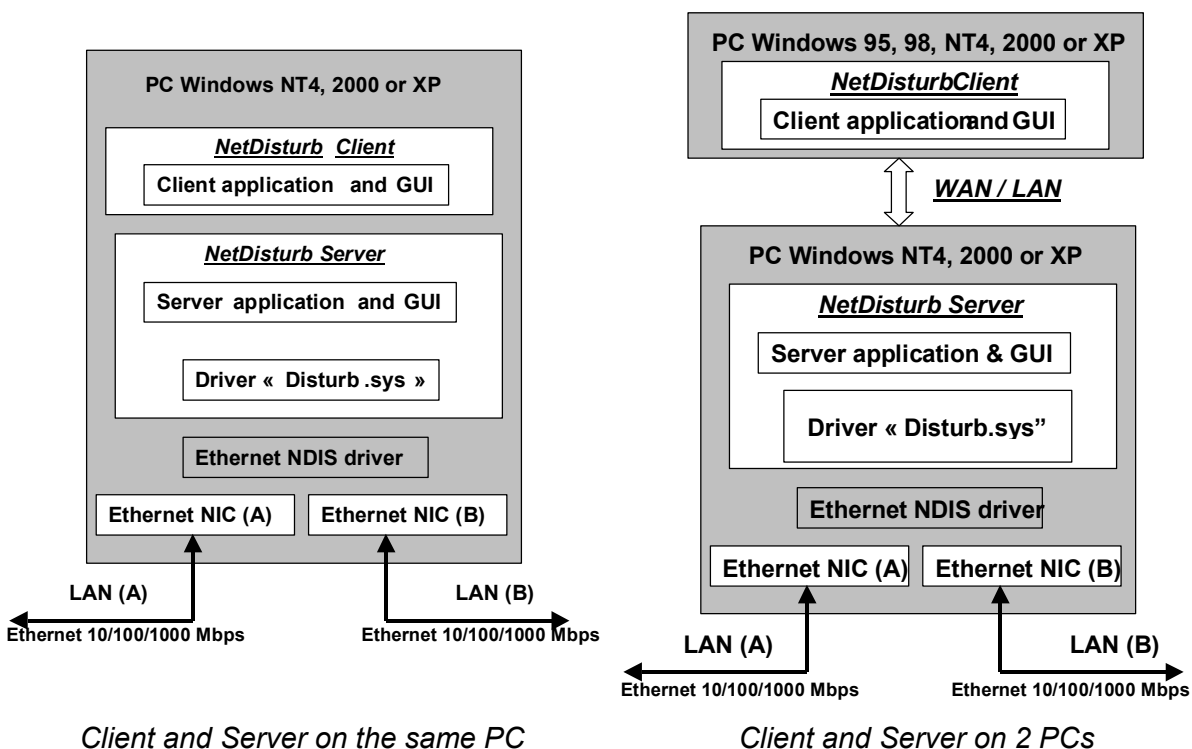 PC Windows NT4, 2000 or XP
NetDisturb Client
Client application and GUI
NetDisturb Server
Server application and GUI
Driver « Disturb .sys »
Ethernet NDIS driver
Ethernet NIC (A)
Ethernet NIC (B)
LAN (A)
LAN (B)
Ethernet 10/100/1000 Mbps
Ethernet 10/100/1000 Mbps
Client and Server on the same PC
PC Windows 95, 98, NT4, 2000 or XP
NetDisturbClient
Client application and GUI
WAN / LAN
PC Windows NT4, 2000 or XP
NetDisturb Server
Server application & GUI
Driver « Disturb.sys”
Ethernet NDIS driver
Ethernet NIC (A)
Ethernet NIC (B)
LAN (A)
LAN (B)
Ethernet 10/100/1000 Mbps
Ethernet 10/100/1000 Mbps
Client and Server on 2 PCs